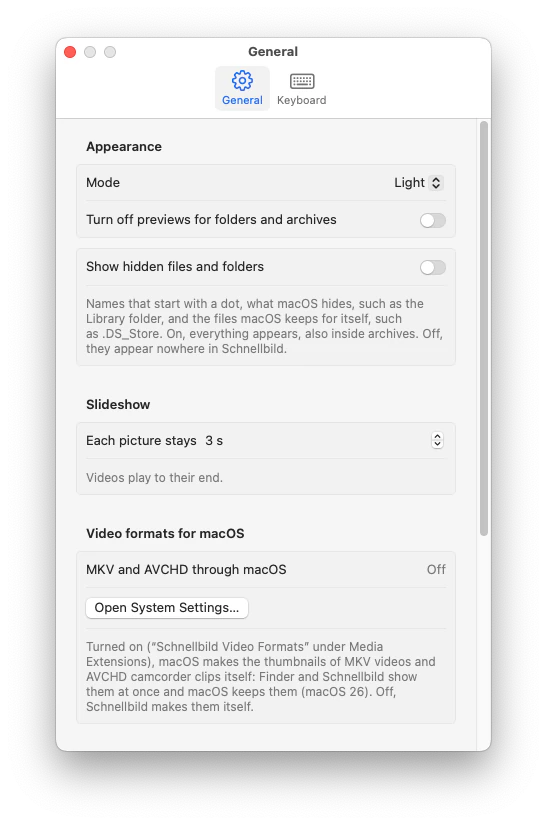 General
General
Keyboard
Appearance
Mode
Light
Turn off previews for folders and archives
Show hidden files and folders
Names that start with a dot, what macOS hides, such as the
Library folder, and the files macOS keeps for itself, such
as .DS_Store. On, everything appears, also inside archives. Off,
they appear nowhere in Schnellbild.
Slideshow
Each picture stays 3 s
Videos play to their end.
Video formats for macOS
MKV and AVCHD through macOS
Off
Open System Settings...
Turned on (“Schnellbild Video Formats” under Media
Extensions), macOS makes the thumbnails of MKV videos and
AVCHD camcorder clips itself: Finder and Schnellbild show
them at once and macOS keeps them (macOS 26). Off,
Schnellbild makes them itself.